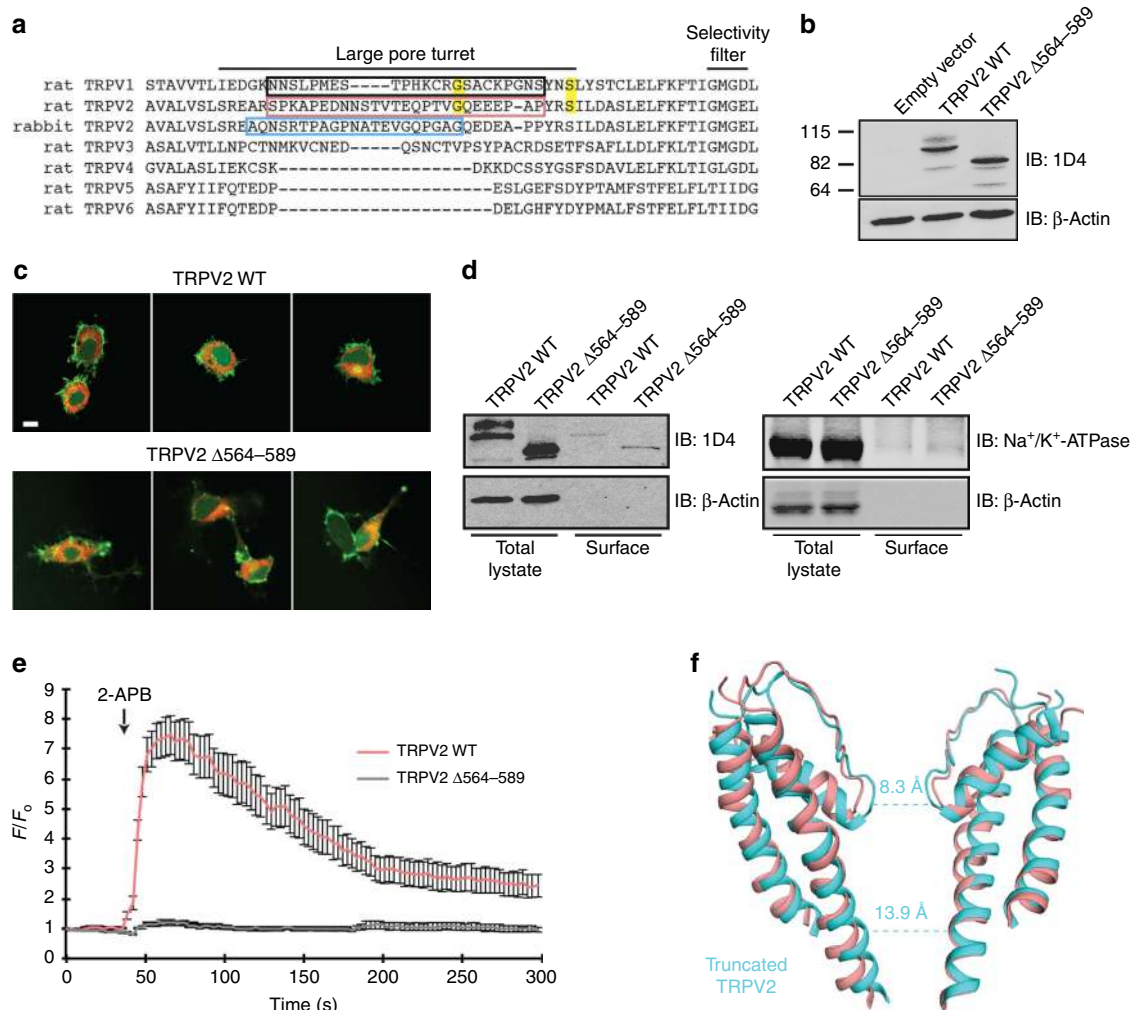 a
Large pore turret
Selectivity
filter
rat TRPV1 STAVVTLIEDGKNNSLPMES----TPHKCRGSACKPGNSYNSLYSTCLELFKFTIGMGDL
rat TRPV2 AVALVSLSREARSPKAPEDNNSTVTEQPTVGQEEEP-APYRSILDASLELFKFTIGMGEL
rabbit TRPV2 AVALVSLSREAQNSRTPAGPNATEVGQPGAGQEDEA-PPYRSILDASLELFKFTIGMGEL
rat TRPV3 ASALVTLLNPCTNMKVCNED-----QSNCTVPSYPACRDSETFSAFLLDLFKLTIGMGDL
rat TRPV4 GVALASLIEKCSK-----------------DKKDCSSYGSFSDAVLELFKLTIGLGDL
rat TRPV5 ASAFYIIFQTEDP-------------------ESLGEFSDYPTAMFSTFELFLTIIDG
rat TRPV6 ASAFYIIFQTEDP-------------------DELGHFYDYPMALFSTFELFLTIIDG
b
Empty vector
TRPV2 WT
TRPV2 Δ564–589
115
82
64
IB: 1D4
IB: β-Actin
c
TRPV2 WT
TRPV2 Δ564–589
d
TRPV2 WT
TRPV2 Δ564–589
TRPV2 WT
TRPV2 Δ564–589
IB: 1D4
IB: β-Actin
Total
lystate
Surface
TRPV2 WT
TRPV2 Δ564–589
TRPV2 WT
TRPV2 Δ564–589
IB: Na⁺/K⁺-ATPase
IB: β-Actin
Total
lystate
Surface
e
9
8
7
6
5
4
3
2
1
0
F/Fo
2-APB
TRPV2 WT
TRPV2 Δ564–589
0 50 100 150 200 250 300
Time (s)
f
8.3 Å
13.9 Å
Truncated
TRPV2